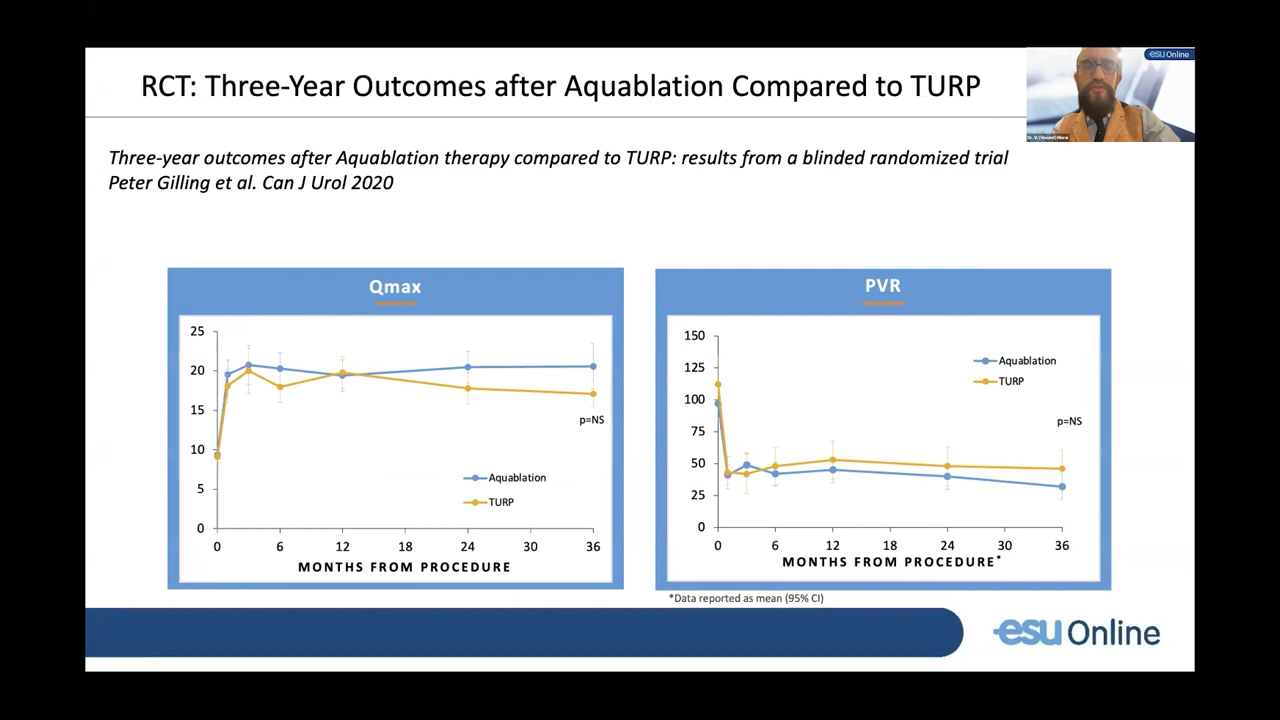 RCT: Three-Year Outcomes after Aquablation Compared to TURP
esu Online
Three-year outcomes after Aquablation therapy compared to TURP: results from a blinded randomized trial
Peter Gilling et al. Can J Urol 2020
Qmax
25
20
15
10
5
0
p=NS
Aquablation
TURP
0 6 12 18 24 30 36
MONTHS FROM PROCEDURE
PVR
150
125
100
75
50
25
0
Aquablation
TURP
p=NS
0 6 12 18 24 30 36
MONTHS FROM PROCEDURE*
*Data reported as mean (95% CI)
esu Online